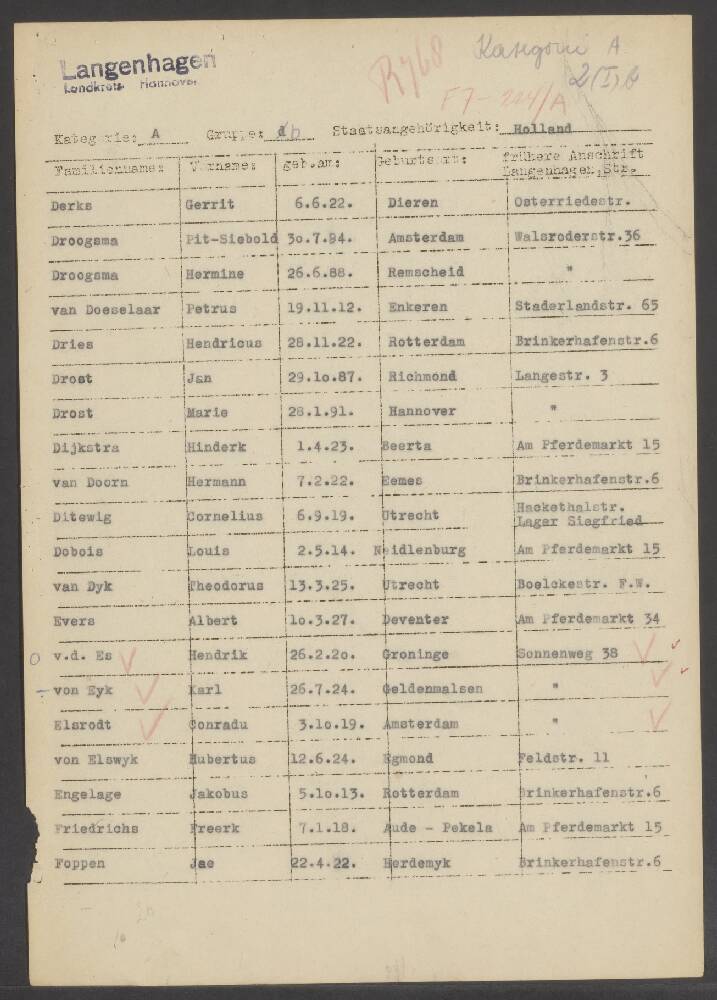 Langenhagen
Landkreis Hannover
R768
Kategorie A
2(I)b
F7-224/A
Kategorie: A Gruppe: b Staatsangehörigkeit: Holland
Familienname: Vorname: geb.am: Geburtsort: frühere Anschrift
Langenhagen, Str.
Derks Gerrit 6.6.22. Dieren Osterriedestr.
Droogsma Pit-Siebold 3o.7.94. Amsterdam Walsroderstr.36
Droogsma Hermine 26.6.88. Remscheid "
van Doeselaar Petrus 19.11.12. Enkeren Staderlandstr. 65
Dries Hendricus 28.11.22. Rotterdam Brinkerhafenstr.6
Drost Jan 29.1o.87. Richmond Langestr. 3
Drost Marie 28.1.91. Hannover "
Dijkstra Hinderk 1.4.23. Beerta Am Pferdemarkt 15
van Doorn Hermann 7.2.22. Eemes Brinkerhafenstr.6
Ditewig Cornelius 6.9.19. Utrecht Hackethalstr.
Lager Siegfried
Dobois Louis 2.5.14. Neidlenburg Am Pferdemarkt 15
van Dyk Theodorus 13.3.25. Utrecht Boelckestr. F.W.
Evers Albert 1o.3.27. Deventer Am Pferdemarkt 34
v.d. Es Hendrik 26.2.2o. Groninge Sonnenweg 38
von Eyk Karl 26.7.24. Geldenmalsen "
Elsrodt Conradu 3.1o.19. Amsterdam "
von Elswyk Hubertus 12.6.24. Egmond Feldstr. 11
Engelage Jakobus 5.1o.13. Rotterdam Brinkerhafenstr.6
Friedrichs Freerk 7.1.18. Aude - Pekela Am Pferdemarkt 15
Foppen Jae 22.4.22. Herdemyk Brinkerhafenstr.6